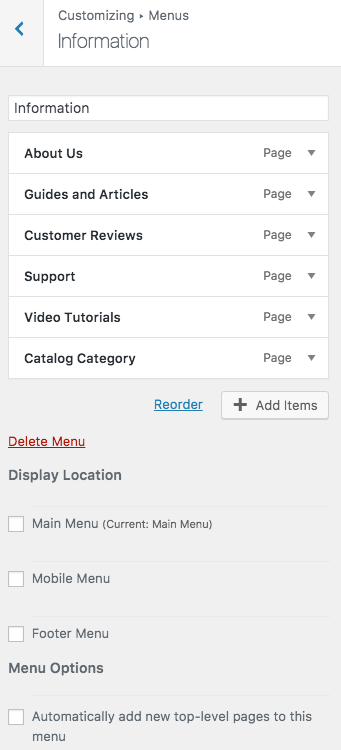 Customizing ▸ Menus
Information
Information
About Us Page ▼
Guides and Articles Page ▼
Customer Reviews Page ▼
Support Page ▼
Video Tutorials Page ▼
Catalog Category Page ▼
Reorder + Add Items
Delete Menu
Display Location
Main Menu (Current: Main Menu)
Mobile Menu
Footer Menu
Menu Options
Automatically add new top-level pages to this
menu